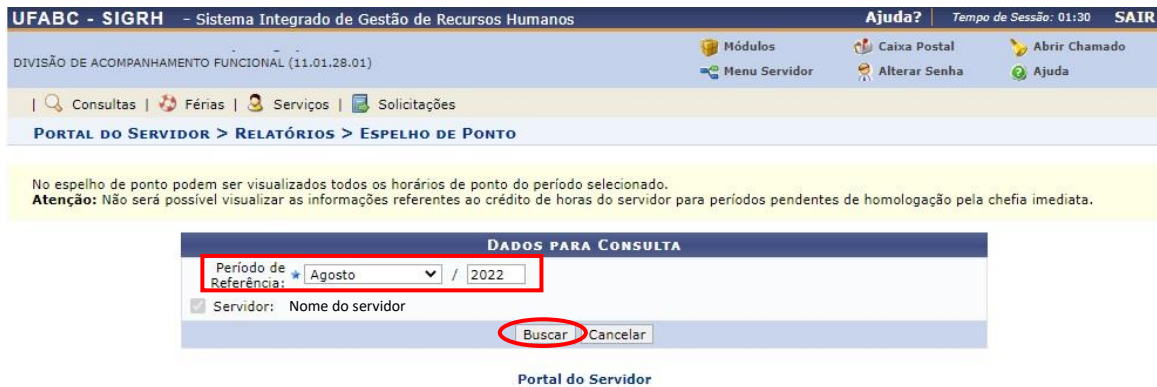 UFABC - SIGRH - Sistema Integrado de Gestão de Recursos Humanos Ajuda? | Tempo de Sessão: 01:30 SAIR
Módulos Caixa Postal Abrir Chamado
DIVISÃO DE ACOMPANHAMENTO FUNCIONAL (11.01.28.01)
Menu Servidor Alterar Senha Ajuda
| Consultas | Férias | Serviços | Solicitações
PORTAL DO SERVIDOR > RELATÓRIOS > ESPELHO DE PONTO
No espelho de ponto podem ser visualizados todos os horários de ponto do período selecionado.
Atenção: Não será possível visualizar as informações referentes ao crédito de horas do servidor para períodos pendentes de homologação pela chefia imediata.
DADOS PARA CONSULTA
Período de Referência: Agosto / 2022
Servidor: Nome do servidor
Buscar Cancelar
Portal do Servidor